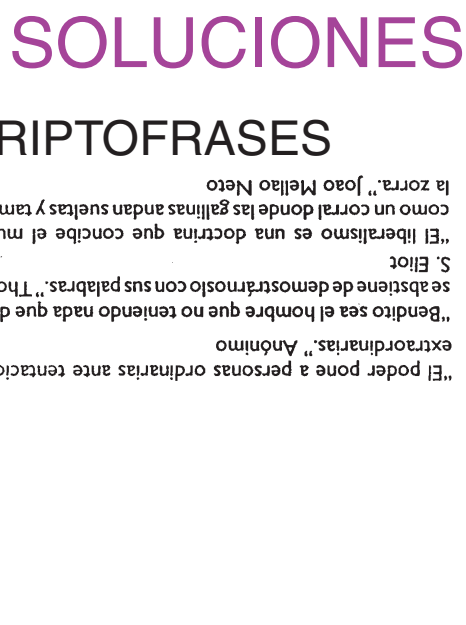 SOLUCIONES
RIPTOFRASES
"El poder pone a personas ordinarias ante tentacio
extraordinarias." Anónimo
"Bendito sea el hombre que no teniendo nada que d
se abstiene de demostrárnoslo con sus palabras." Tho
S. Eliot
"El liberalismo es una doctrina que concibe el mu
como un corral donde las gallinas andan sueltas y tam
la zorra." Joao Mellao Neto